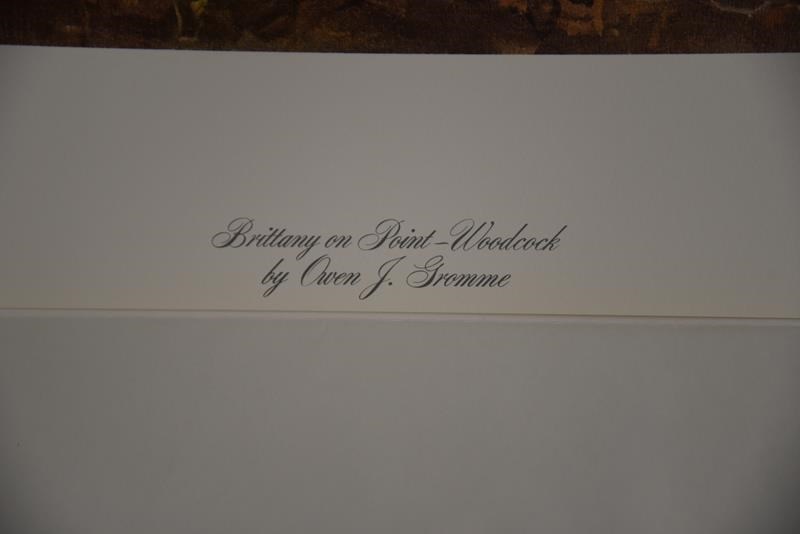 Brittany on Point-Woodcock
by Owen J. Gromme